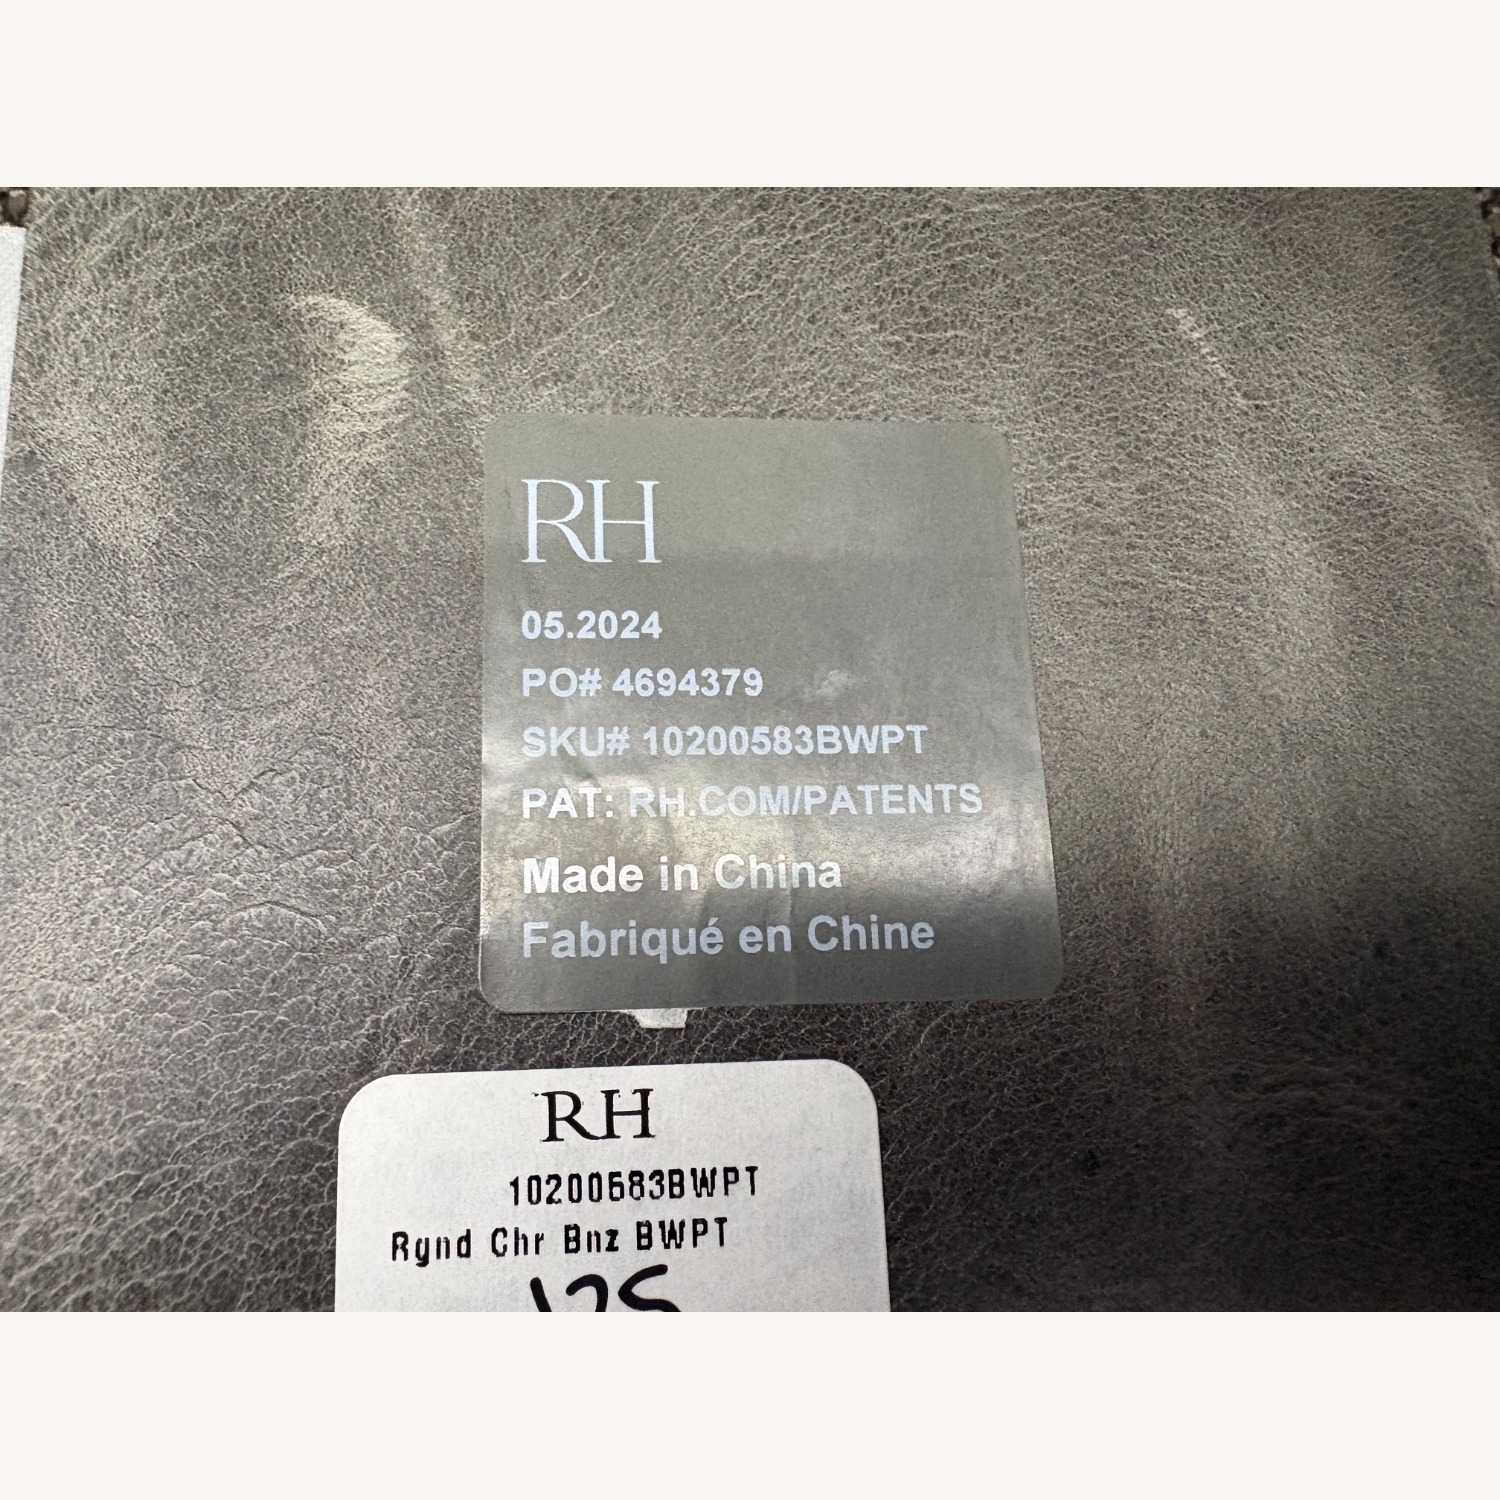 RH
05.2024
PO# 4694379
SKU# 10200583BWPT
PAT: RH.COM/PATENTS
Made in China
Fabriqué en Chine
RH
10200583BWPT
Rynd Chr Bnz BWPT